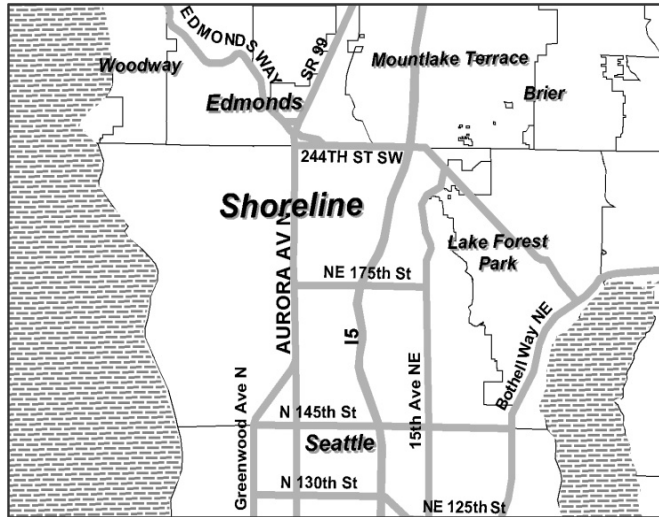 EDMONDS WAY
SR 99
Woodway
Mountlake Terrace
Edmonds
Brier
244TH ST SW
Shoreline
AURORA AV N
Lake Forest
Park
NE 175th St
I5
Bothell Way NE
Greenwood Ave N
15th Ave NE
N 145th St
Seattle
N 130th St
NE 125th St